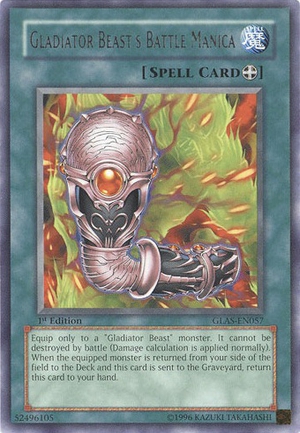 GLADIATOR BEAST'S BATTLE MANICA
[SPELL CARD]
1st Edition
GLAS-EN057
Equip only to a "Gladiator Beast" monster. It cannot be
destroyed by battle (Damage calculation is applied normally).
When the equipped monster is returned from your side of
the field to the Deck and this card is sent to the Graveyard, return
this card to your hand.
52496105
©1996 KAZUKI TAKAHASHI